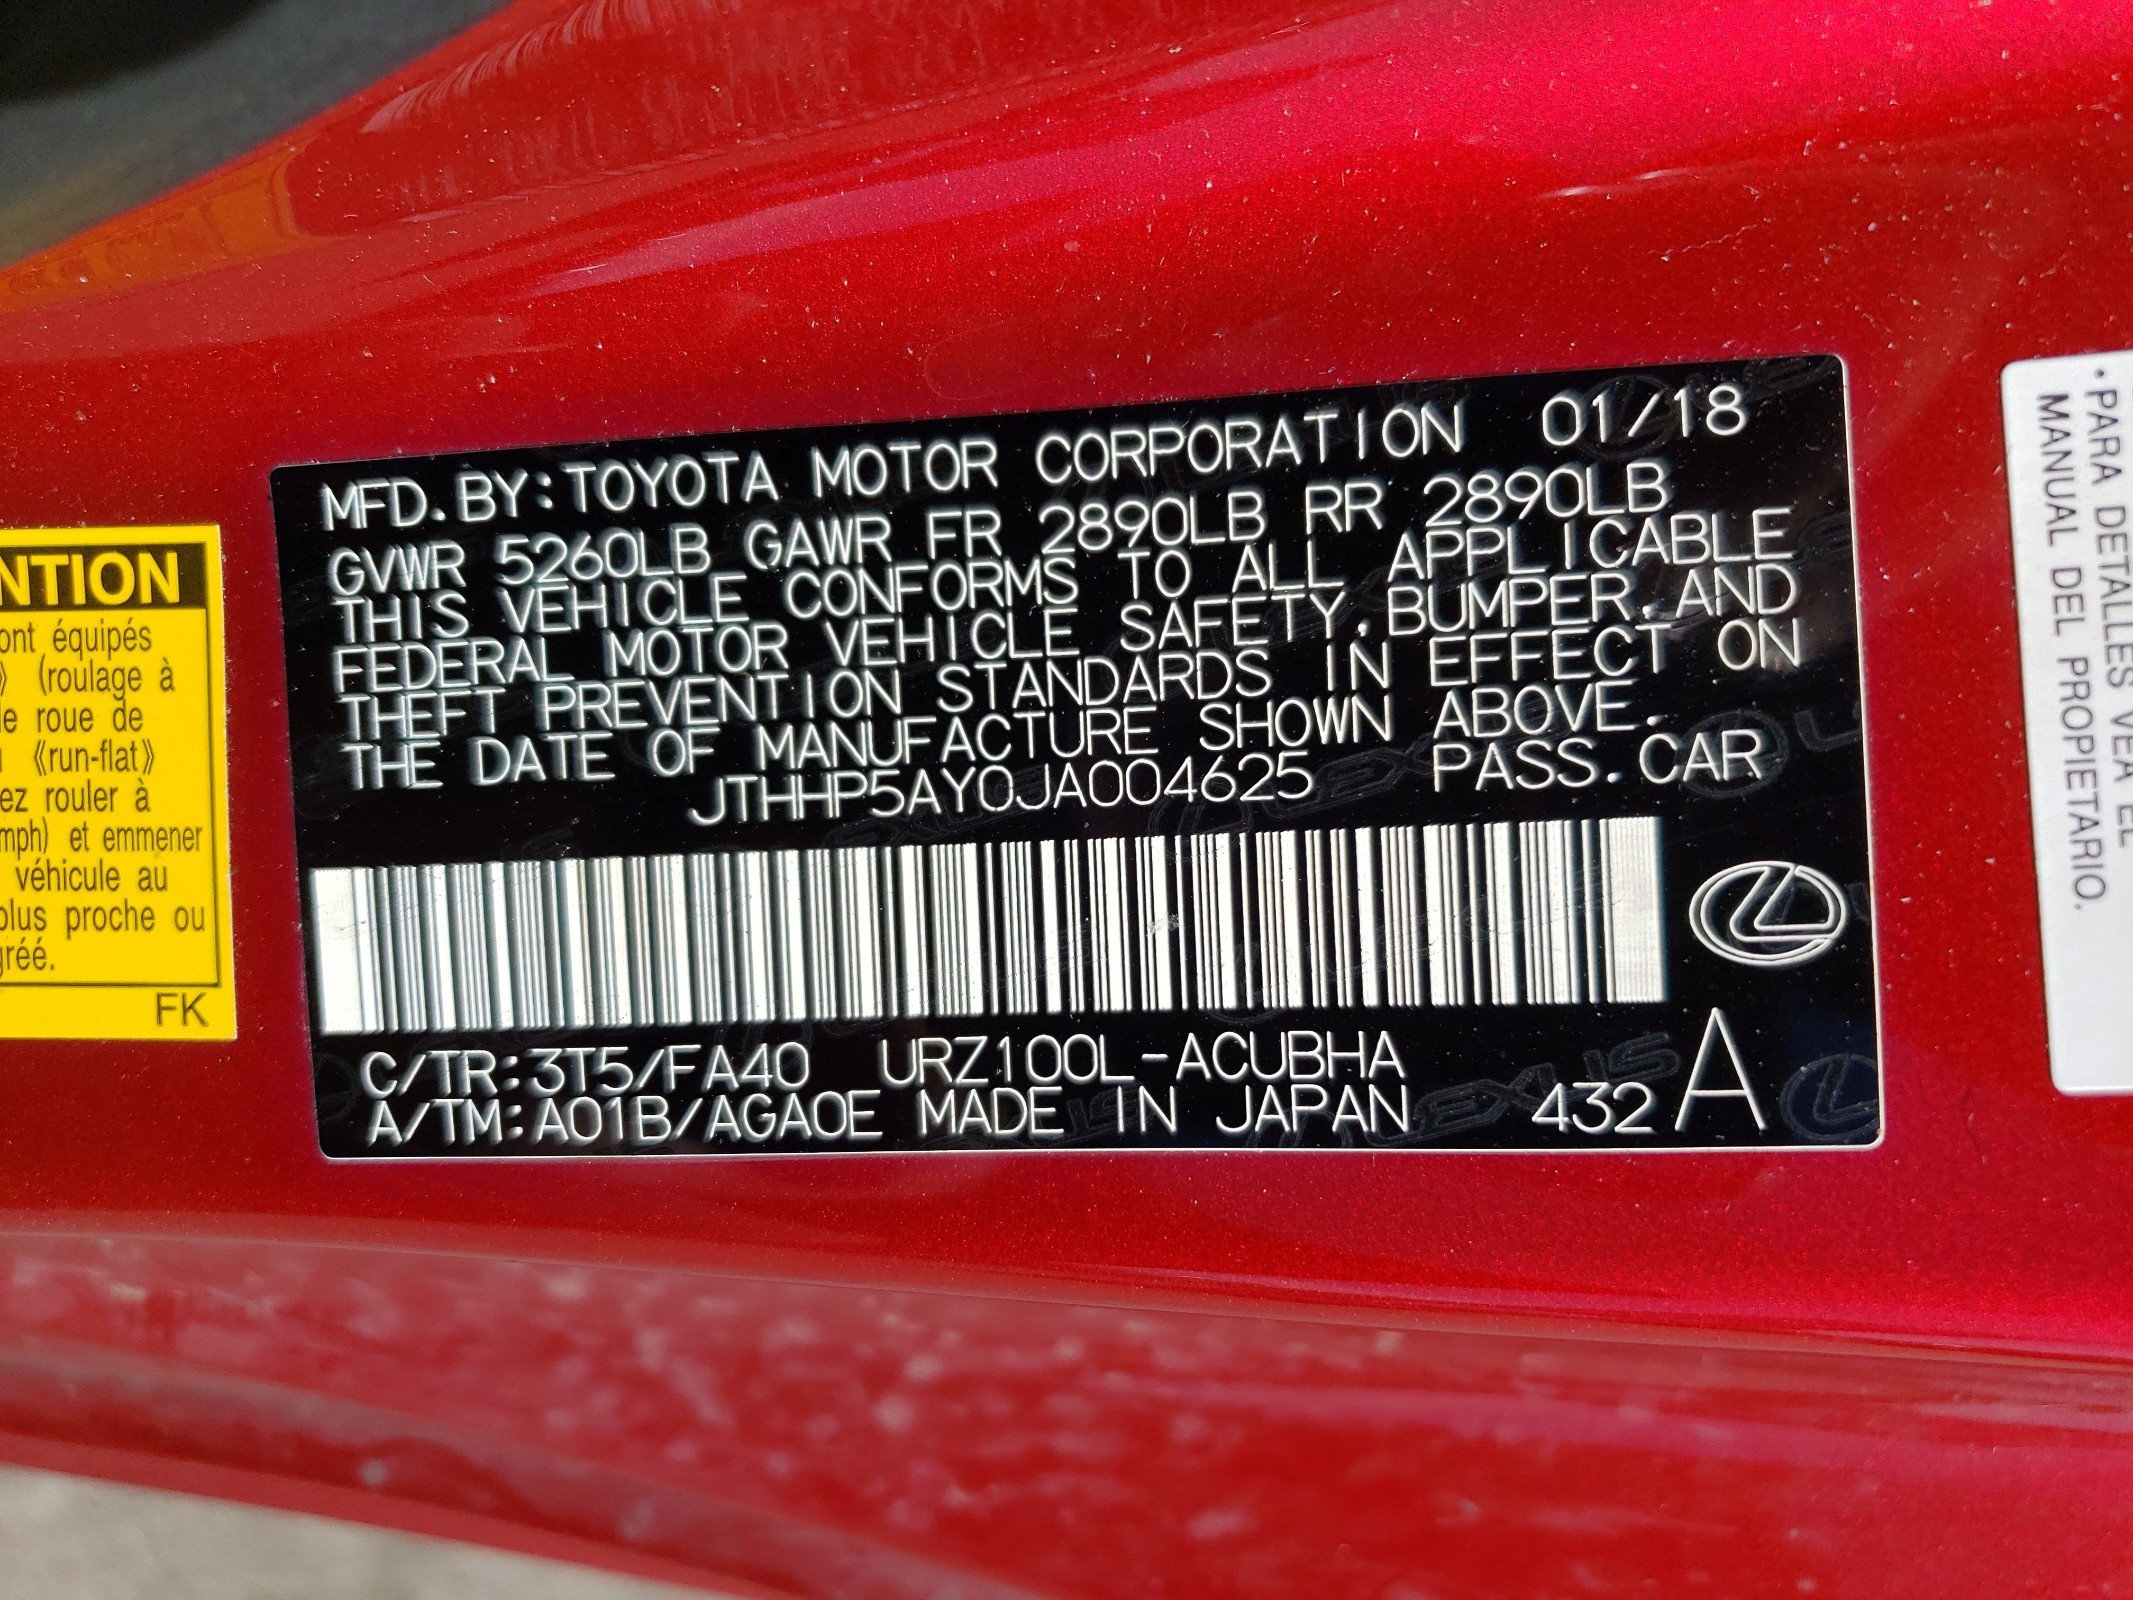 NTION
ont équipés
》 (roulage à
le roue de
《run-flat》
ez rouler à
mph) et emmener
véhicule au
plus proche ou
gréé.
FK
MFD. BY: TOYOTA MOTOR CORPORATION 01/18
GVWR 5260LB GAWR FR 2890LB RR 2890LB
THIS VEHICLE CONFORMS TO ALL APPLICABLE
FEDERAL MOTOR VEHICLE SAFETY, BUMPER, AND
THEFT PREVENTION STANDARDS IN EFFECT ON
THE DATE OF MANUFACTURE SHOWN ABOVE.
JTHHP5AY0JA004625 PASS. CAR
C/TR:3T5/FA40 URZ100L-ACUBHA
A/TM:A01B/AGA0E MADE IN JAPAN 432 A
•PARA DETALLES VEA EL
MANUAL DEL PROPIETARIO.